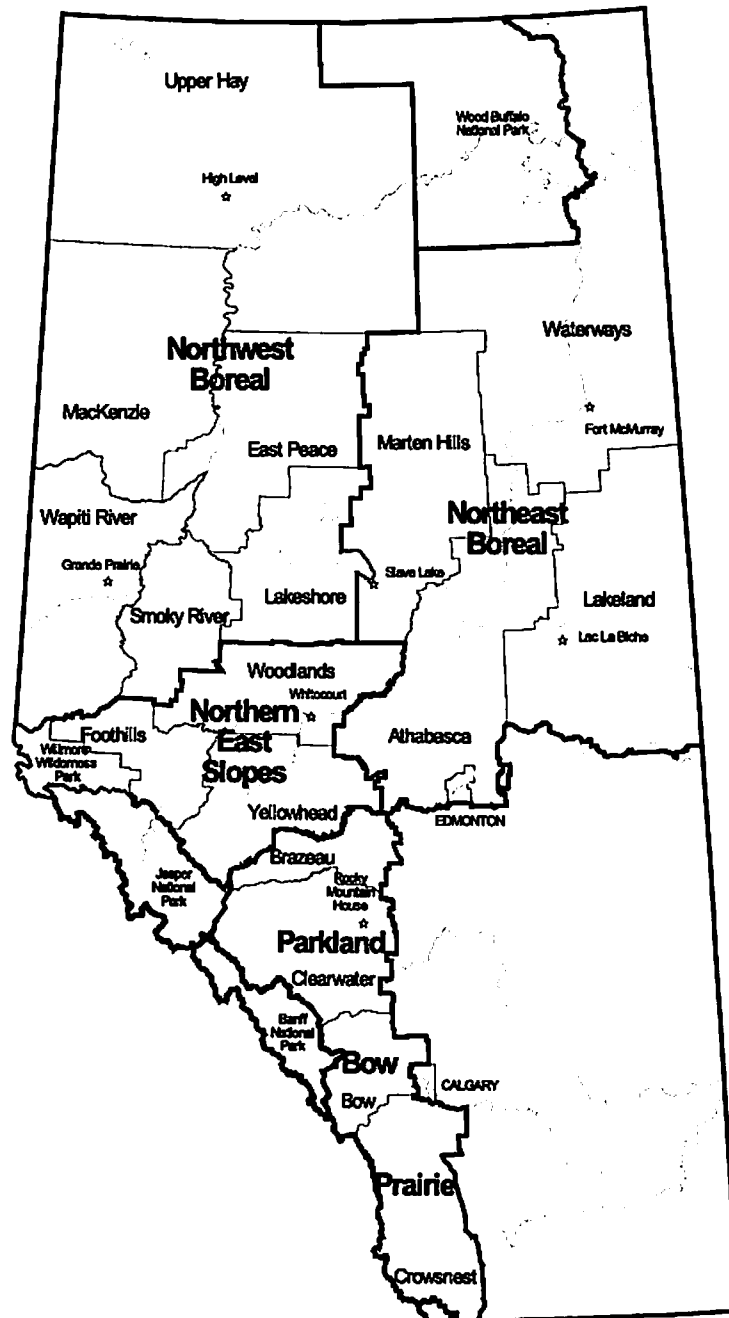 Upper Hay
Wood Buffalo
National Park
High Level
Waterways
Northwest
Boreal
MacKenzie
Fort McMurray
East Peace
Marten Hills
Wapiti River
Northeast
Boreal
Grande Prairie
Slave Lake
Smoky River
Lakeshore
Lakeland
Lac La Biche
Woodlands
Whitecourt
Northern
East
Slopes
Foothills
Athabasca
Willmore
Wilderness
Park
Yellowhead
EDMONTON
Brazeau
Jasper
National
Park
Rocky
Mountain
House
Parkland
Clearwater
Banff
National
Park
Bow
CALGARY
Bow
Prairie
Crowsnest